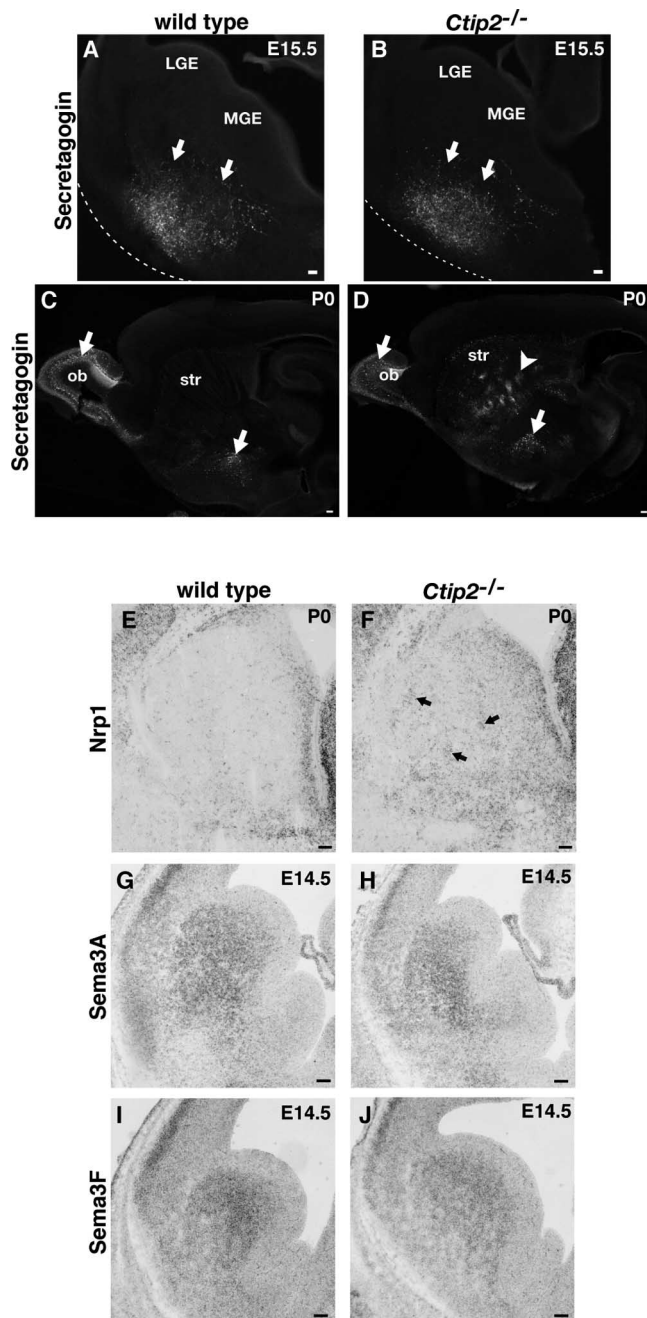 wild type Ctip2-/-
A E15.5 B E15.5
LGE LGE
MGE MGE
Secretagogin
C P0 D P0
ob str ob str
Secretagogin
wild type Ctip2-/-
E P0 F P0
Nrp1
G E14.5 H E14.5
Sema3A
I E14.5 J E14.5
Sema3F